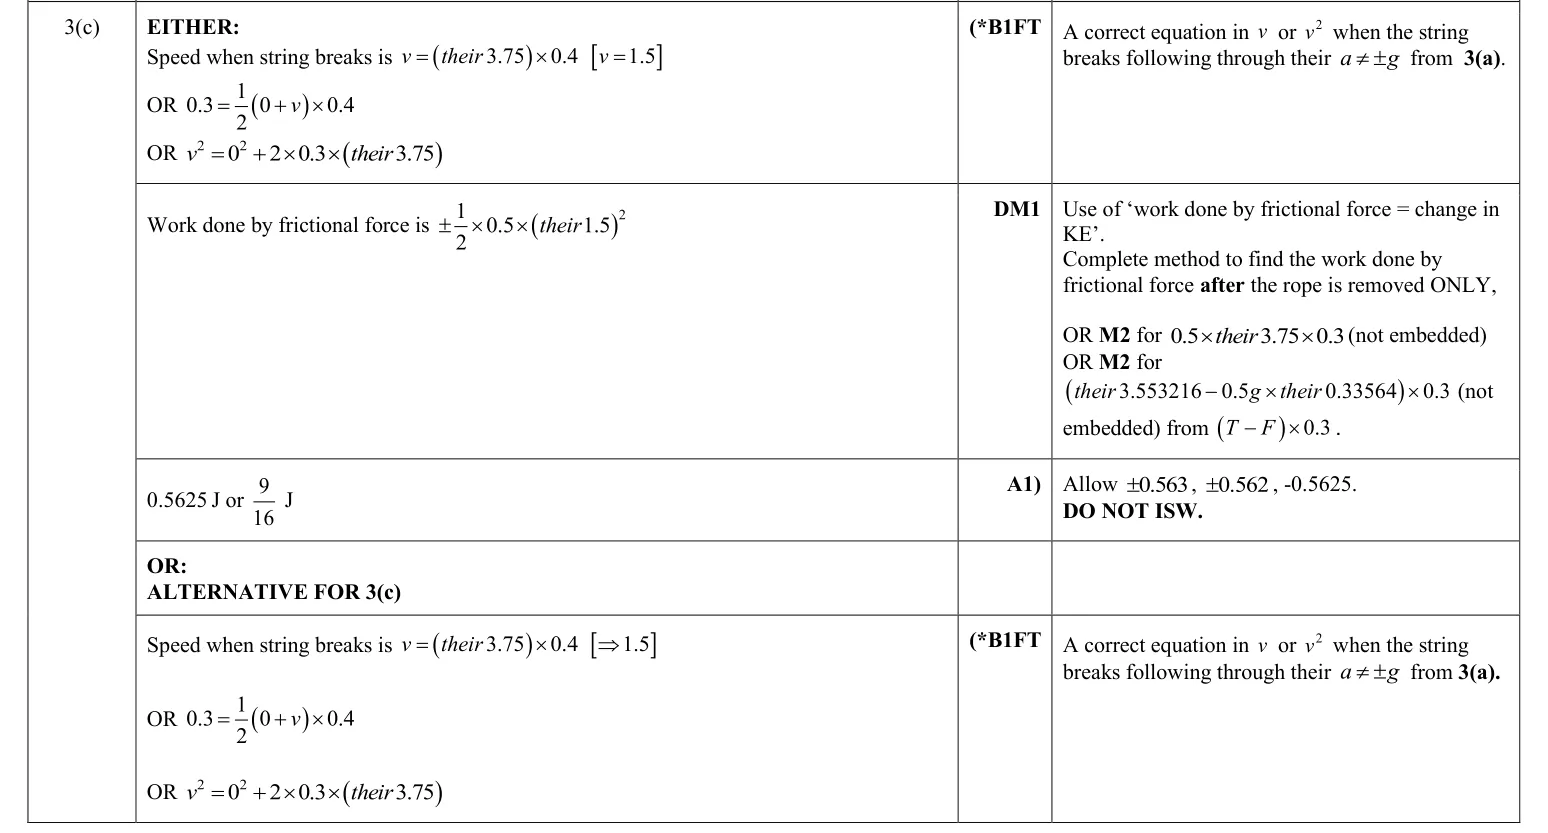 3(c)
EITHER:
Speed when string breaks is v = (their 3.75) × 0.4 [v = 1.5]
OR 0.3 = 1/2 (0 + v) × 0.4
OR v² = 0² + 2 × 0.3 × (their 3.75)
(*B1FT
A correct equation in v or v² when the string
breaks following through their a ≠ ±g from 3(a).
Work done by frictional force is ± 1/2 × 0.5 × (their 1.5)²
DM1
Use of ‘work done by frictional force = change in
KE’.
Complete method to find the work done by
frictional force after the rope is removed ONLY,
OR M2 for 0.5 × their 3.75 × 0.3 (not embedded)
OR M2 for
(their 3.553216 − 0.5g × their 0.33564) × 0.3 (not
embedded) from (T − F) × 0.3 .
0.5625 J or 9/16 J
A1)
Allow ±0.563 , ±0.562 , -0.5625.
DO NOT ISW.
OR:
ALTERNATIVE FOR 3(c)
Speed when string breaks is v = (their 3.75) × 0.4 [⇒ 1.5]
OR 0.3 = 1/2 (0 + v) × 0.4
OR v² = 0² + 2 × 0.3 × (their 3.75)
(*B1FT
A correct equation in v or v² when the string
breaks following through their a ≠ ±g from 3(a).